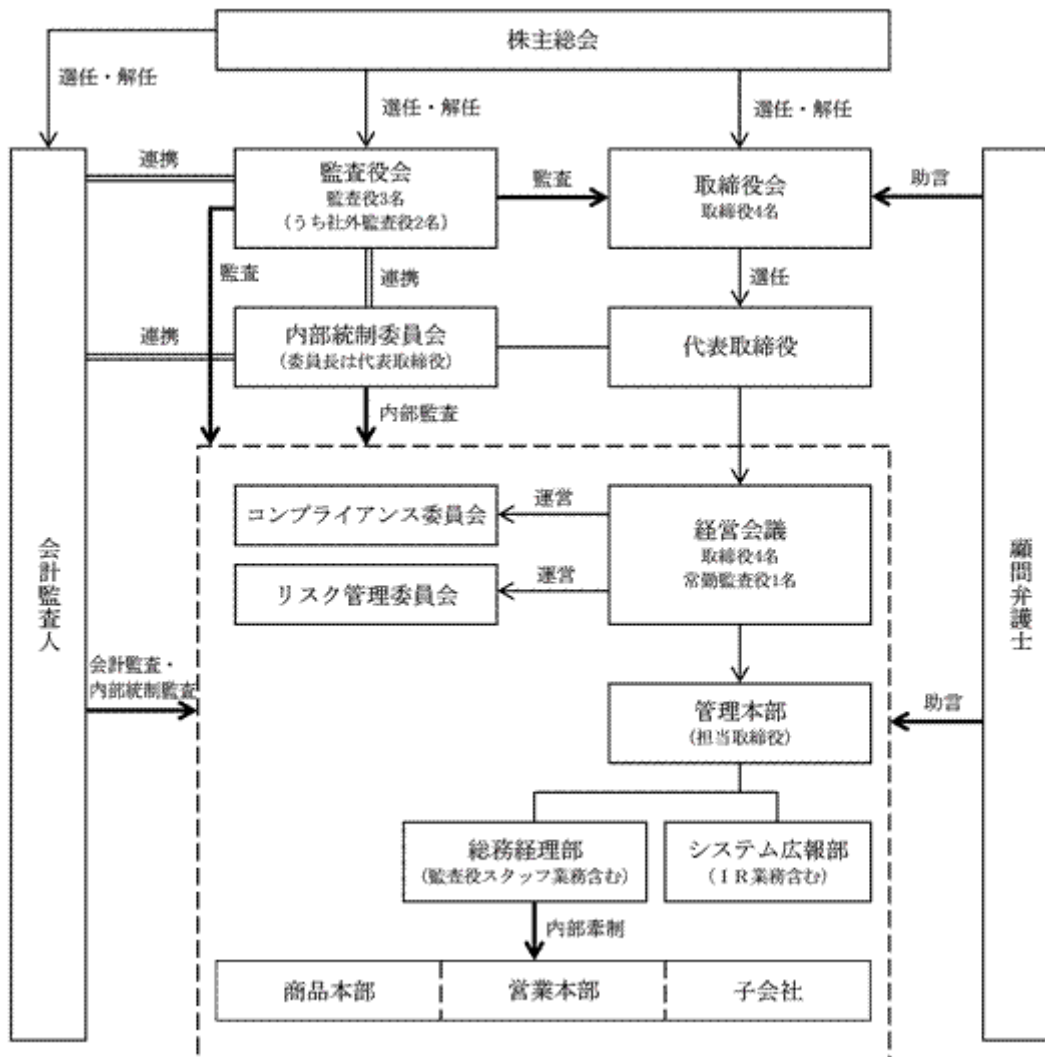 株主総会
選任・解任
選任・解任
選任・解任
連携
監査役会
監査役3名
(うち社外監査役2名)
監査
取締役会
取締役4名
助言
監査
連携
選任
連携
内部統制委員会
(委員長は代表取締役)
代表取締役
内部監査
コンプライアンス委員会
運営
経営会議
取締役4名
常勤監査役1名
リスク管理委員会
運営
会計監査人
顧問弁護士
会計監査・
内部統制監査
管理本部
(担当取締役)
助言
総務経理部
(監査役スタッフ業務含む)
システム広報部
(IR業務含む)
内部牽制
商品本部
営業本部
子会社